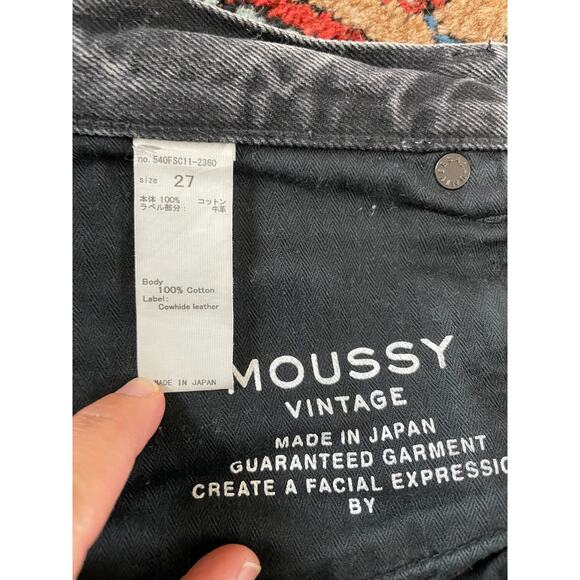 no. 540FSC11-2360
size 27
本体 100% コットン
ラベル部分: 牛革
Body
100% Cotton
Label:
Cowhide leather
MADE IN JAPAN
MOUSSY
VINTAGE
MADE IN JAPAN
GUARANTEED GARMENT
CREATE A FACIAL EXPRESSIO
BY